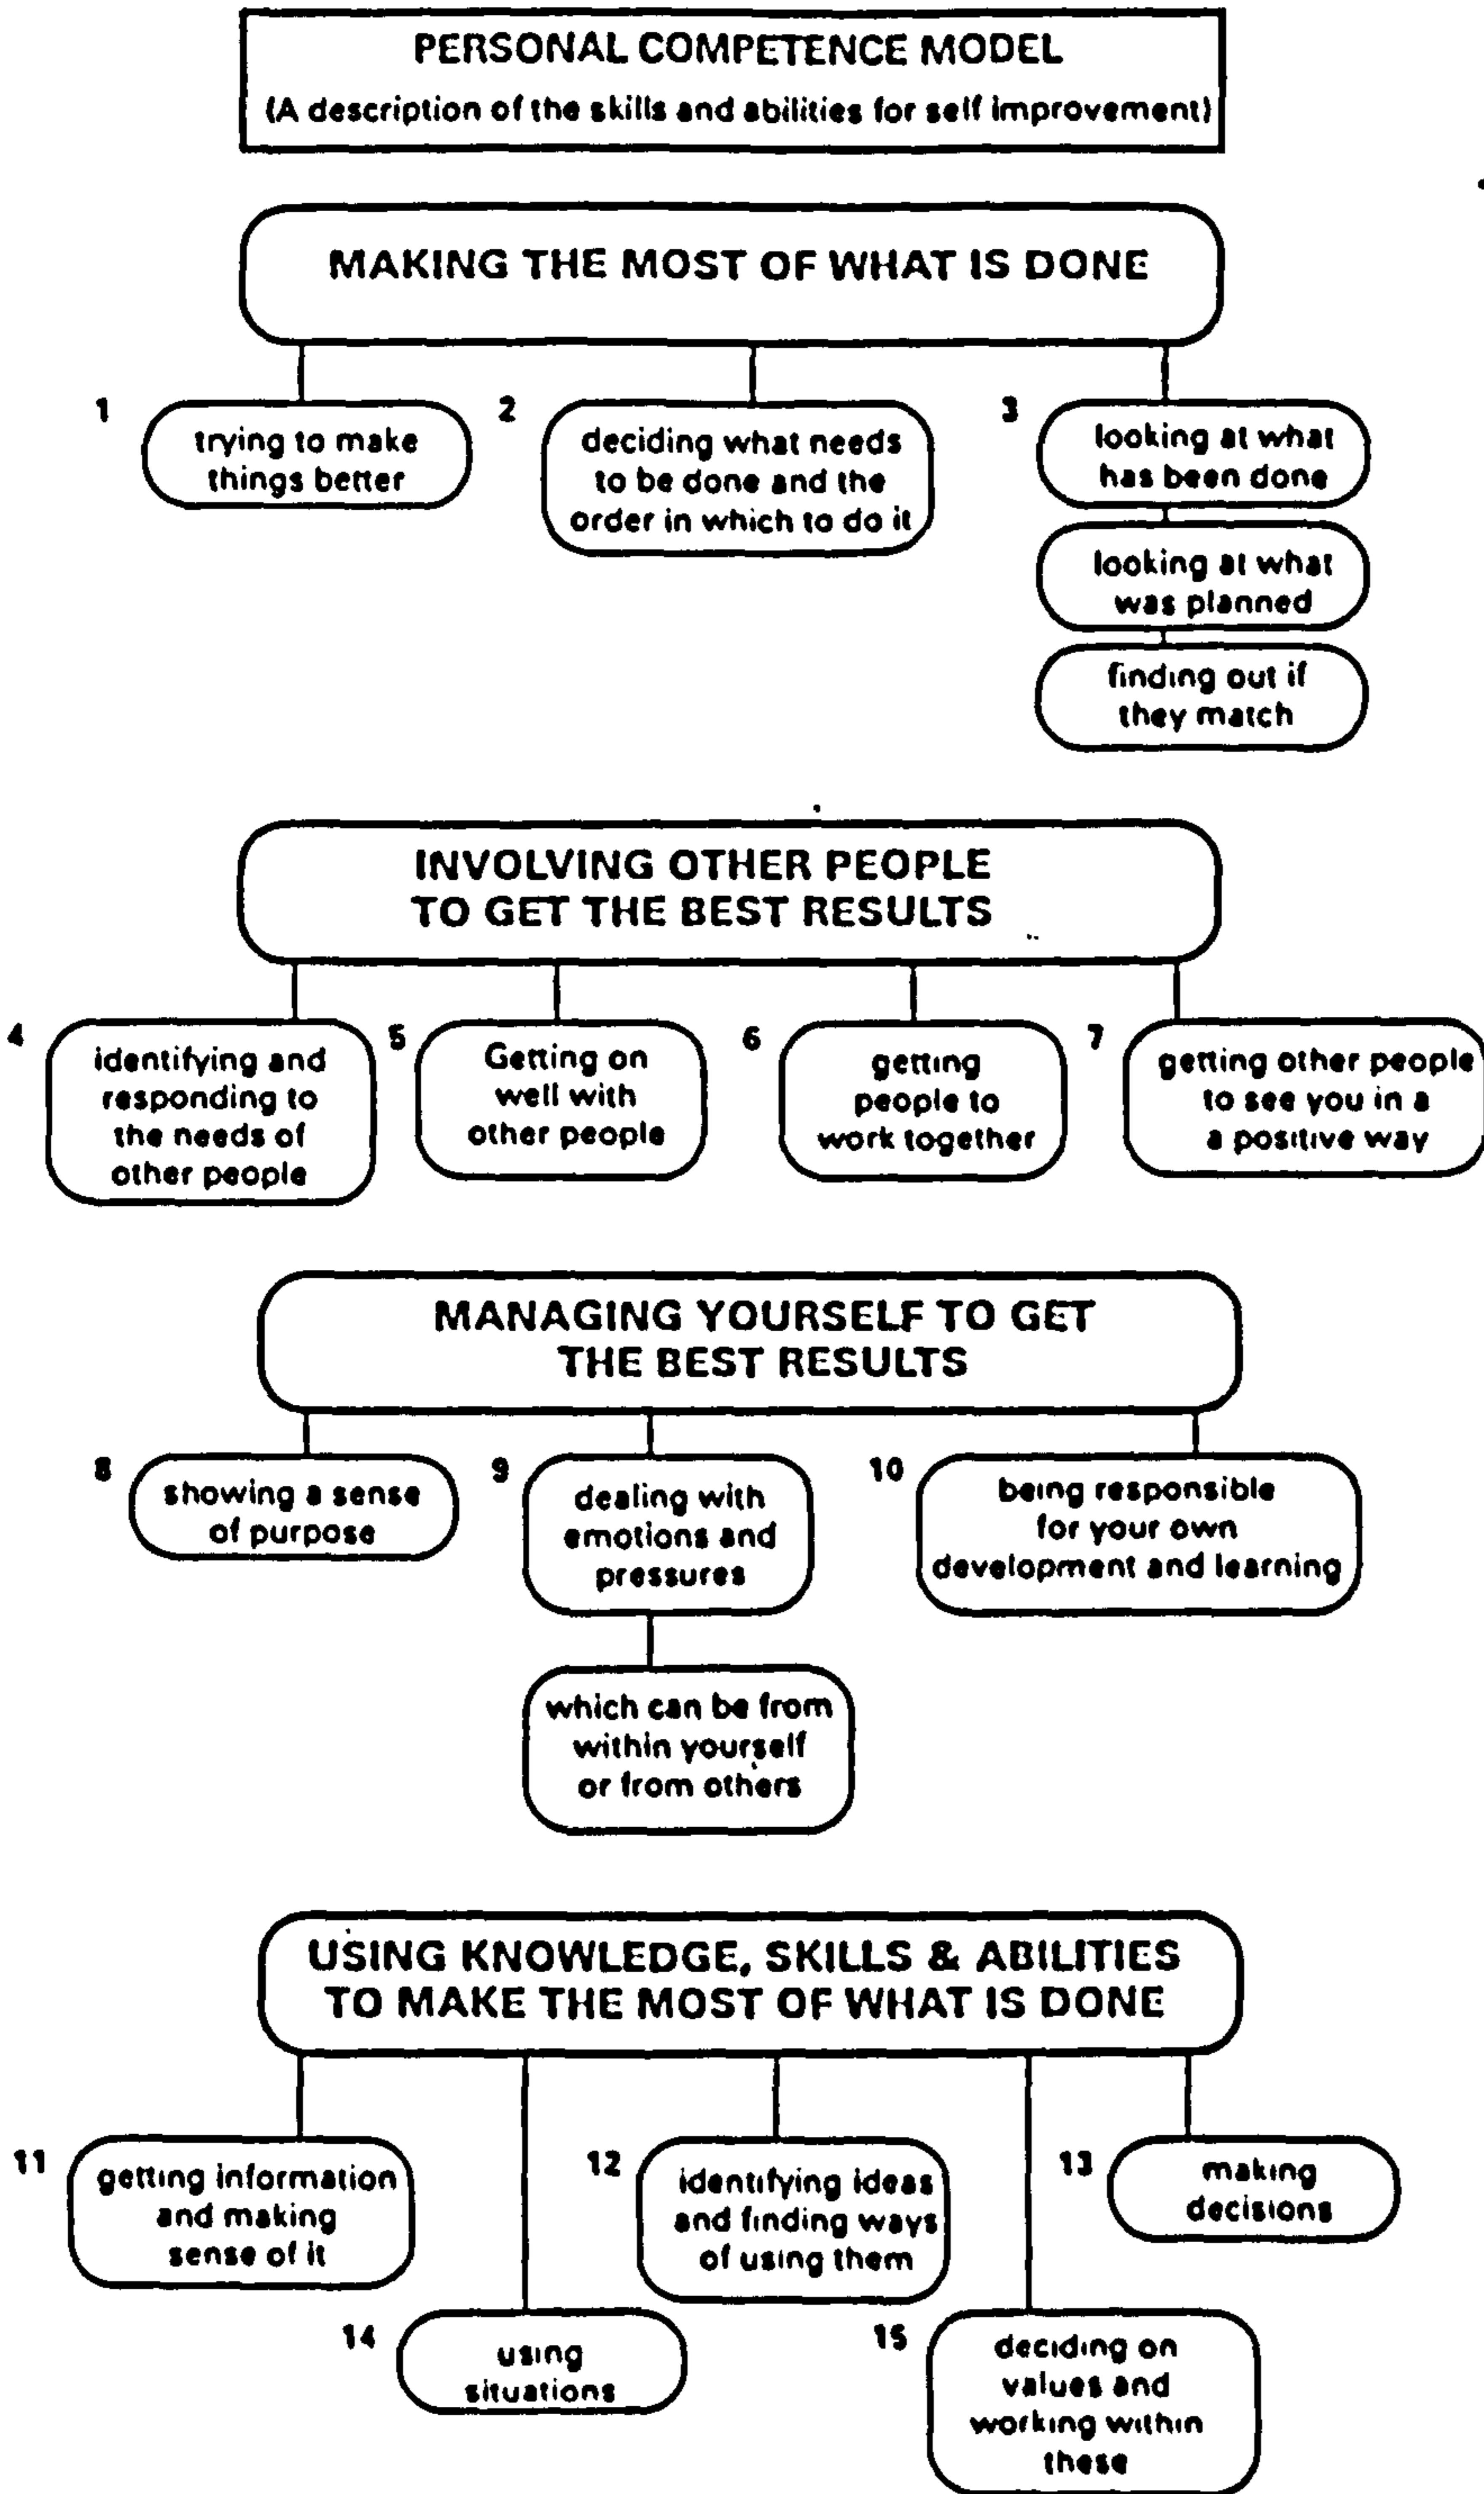 PERSONAL COMPETENCE MODEL
(A description of the skills and abilities for self improvement)
MAKING THE MOST OF WHAT IS DONE
1
trying to make
things better
2
deciding what needs
to be done and the
order in which to do it
3
looking at what
has been done
looking at what
was planned
finding out if
they match
INVOLVING OTHER PEOPLE
TO GET THE BEST RESULTS
4
identifying and
responding to
the needs of
other people
5
Getting on
well with
other people
6
getting
people to
work together
7
getting other people
to see you in a
a positive way
MANAGING YOURSELF TO GET
THE BEST RESULTS
8
showing a sense
of purpose
9
dealing with
emotions and
pressures
which can be from
within yourself
or from others
10
being responsible
for your own
development and learning
USING KNOWLEDGE, SKILLS & ABILITIES
TO MAKE THE MOST OF WHAT IS DONE
11
getting information
and making
sense of it
12
identifying ideas
and finding ways
of using them
13
making
decisions
14
using
situations
15
deciding on
values and
working within
these